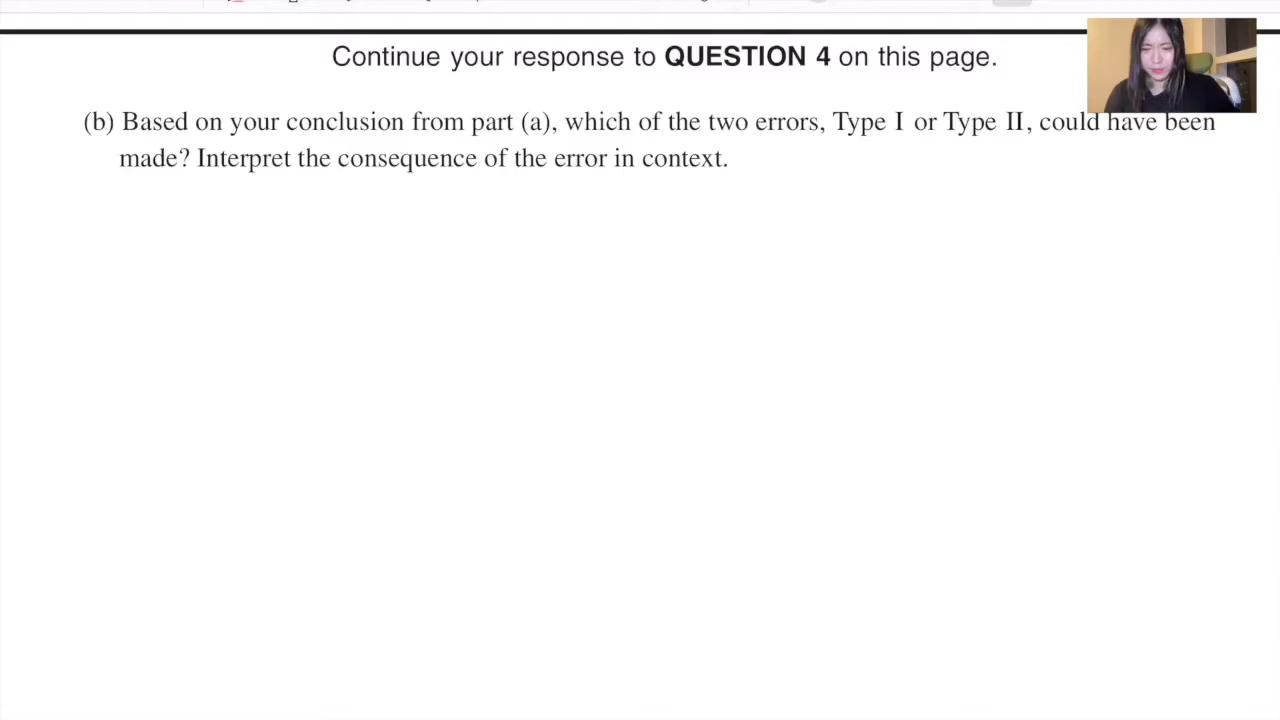 Continue your response to QUESTION 4 on this page.
(b) Based on your conclusion from part (a), which of the two errors, Type I or Type II, could have been
made? Interpret the consequence of the error in context.